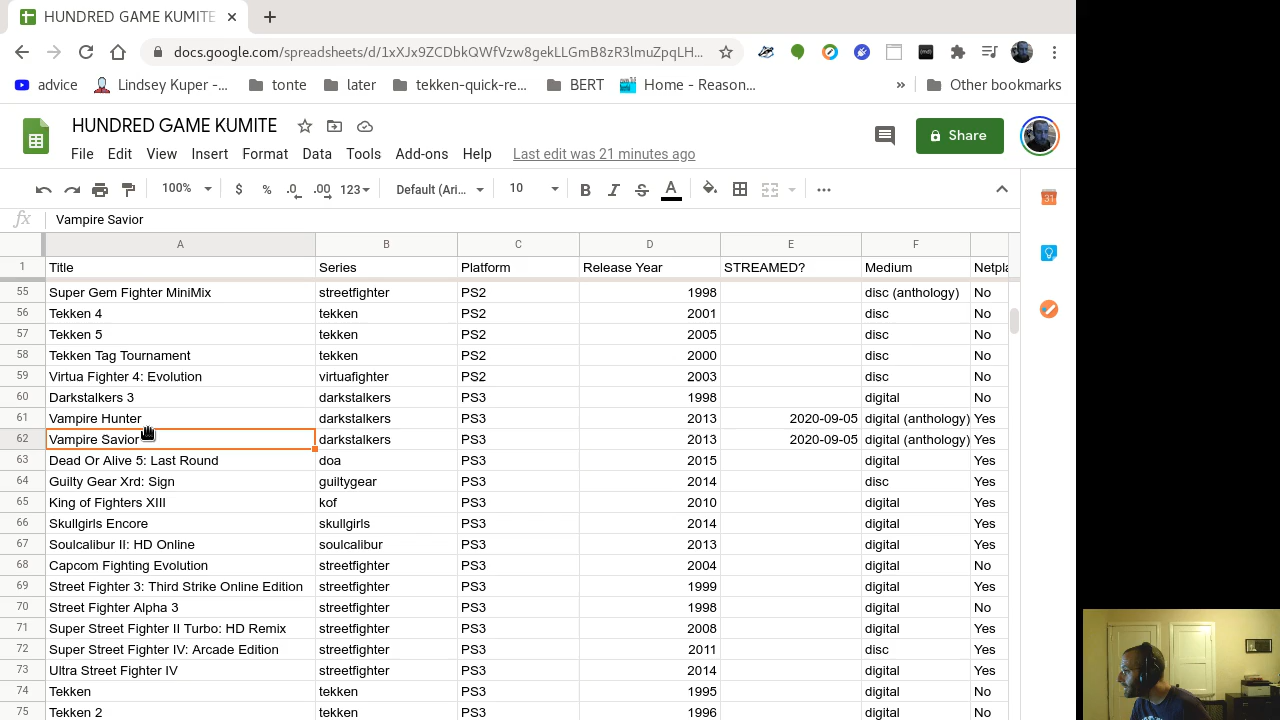 HUNDRED GAME KUMITE
docs.google.com/spreadsheets/d/1xXJx9ZCDbkQWfVzw8gekLLGmB8zR3lmuZpqLH...
advice Lindsey Kuper -... tonte later tekken-quick-re... BERT Home - Reason... » Other bookmarks
HUNDRED GAME KUMITE
Share
File Edit View Insert Format Data Tools Add-ons Help Last edit was 21 minutes ago
100% $ % .0 .00 123 Default (Ari... 10 B I S A
31
fx Vampire Savior
A B C D E F
1 Title Series Platform Release Year STREAMED? Medium Netpla
55 Super Gem Fighter MiniMix streetfighter PS2 1998 disc (anthology) No
56 Tekken 4 tekken PS2 2001 disc No
57 Tekken 5 tekken PS2 2005 disc No
58 Tekken Tag Tournament tekken PS2 2000 disc No
59 Virtua Fighter 4: Evolution virtuafighter PS2 2003 disc No
60 Darkstalkers 3 darkstalkers PS3 1998 digital No
61 Vampire Hunter darkstalkers PS3 2013 2020-09-05 digital (anthology) Yes
62 Vampire Savior darkstalkers PS3 2013 2020-09-05 digital (anthology) Yes
63 Dead Or Alive 5: Last Round doa PS3 2015 digital Yes
64 Guilty Gear Xrd: Sign guiltygear PS3 2014 disc Yes
65 King of Fighters XIII kof PS3 2010 digital Yes
66 Skullgirls Encore skullgirls PS3 2014 digital Yes
67 Soulcalibur II: HD Online soulcalibur PS3 2013 digital Yes
68 Capcom Fighting Evolution streetfighter PS3 2004 digital No
69 Street Fighter 3: Third Strike Online Edition streetfighter PS3 1999 digital Yes
70 Street Fighter Alpha 3 streetfighter PS3 1998 digital No
71 Super Street Fighter II Turbo: HD Remix streetfighter PS3 2008 digital Yes
72 Super Street Fighter IV: Arcade Edition streetfighter PS3 2011 disc Yes
73 Ultra Street Fighter IV streetfighter PS3 2014 digital Yes
74 Tekken tekken PS3 1995 digital No
75 Tekken 2 tekken PS3 1996 digital No